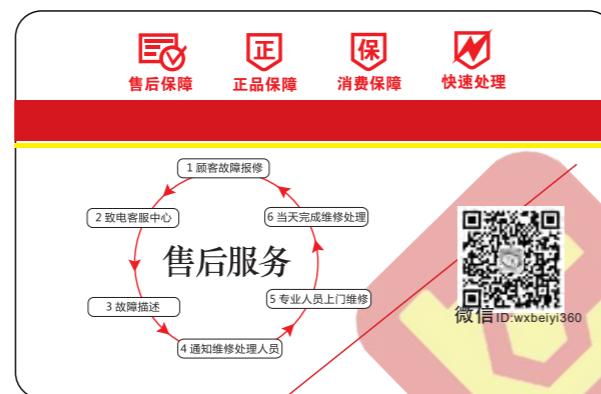 正
保
售后保障
正品保障
消费保障
快速处理
1 顾客故障报修
2 致电客服中心
6 当天完成维修处理
售后服务
3 故障描述
5 专业人员上门维修
4 通知维修处理人员
微信ID:wxbeiyi360